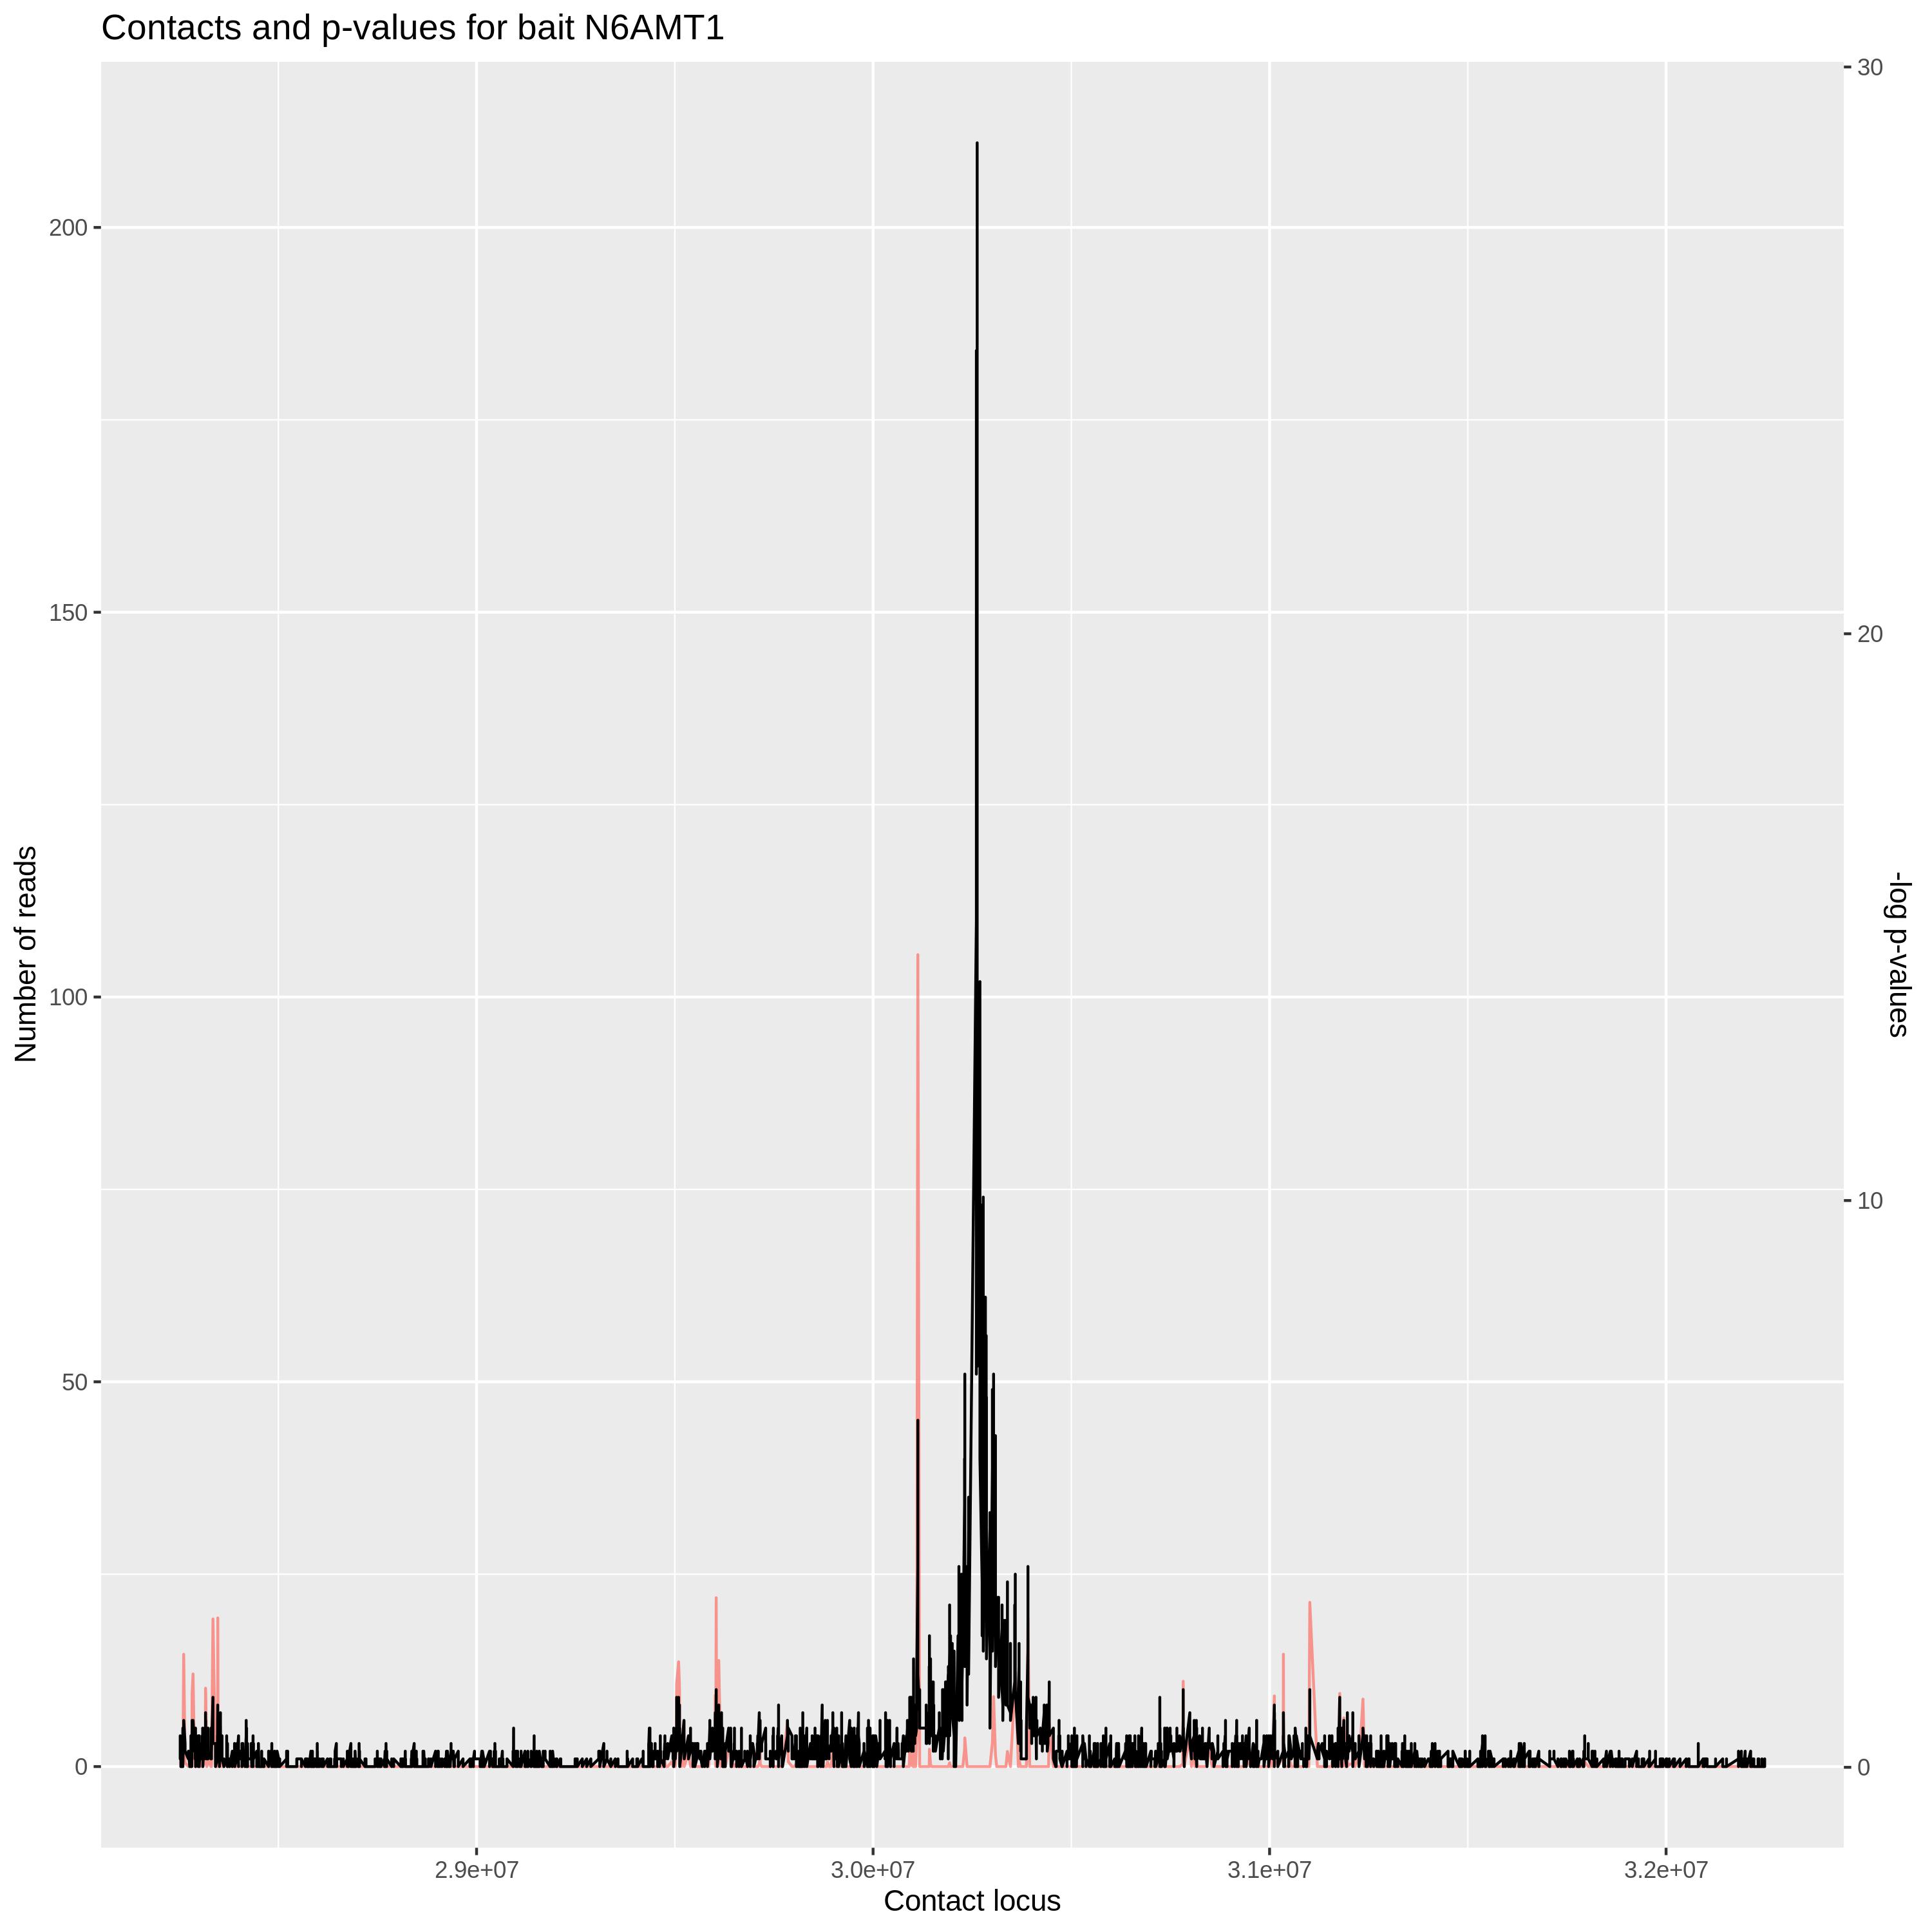 Contacts and p-values for bait N6AMT1
30
200
20
150
100
10
50
0
0
Number of reads
-log p-values
2.9e+07 3.0e+07 3.1e+07 3.2e+07
Contact locus